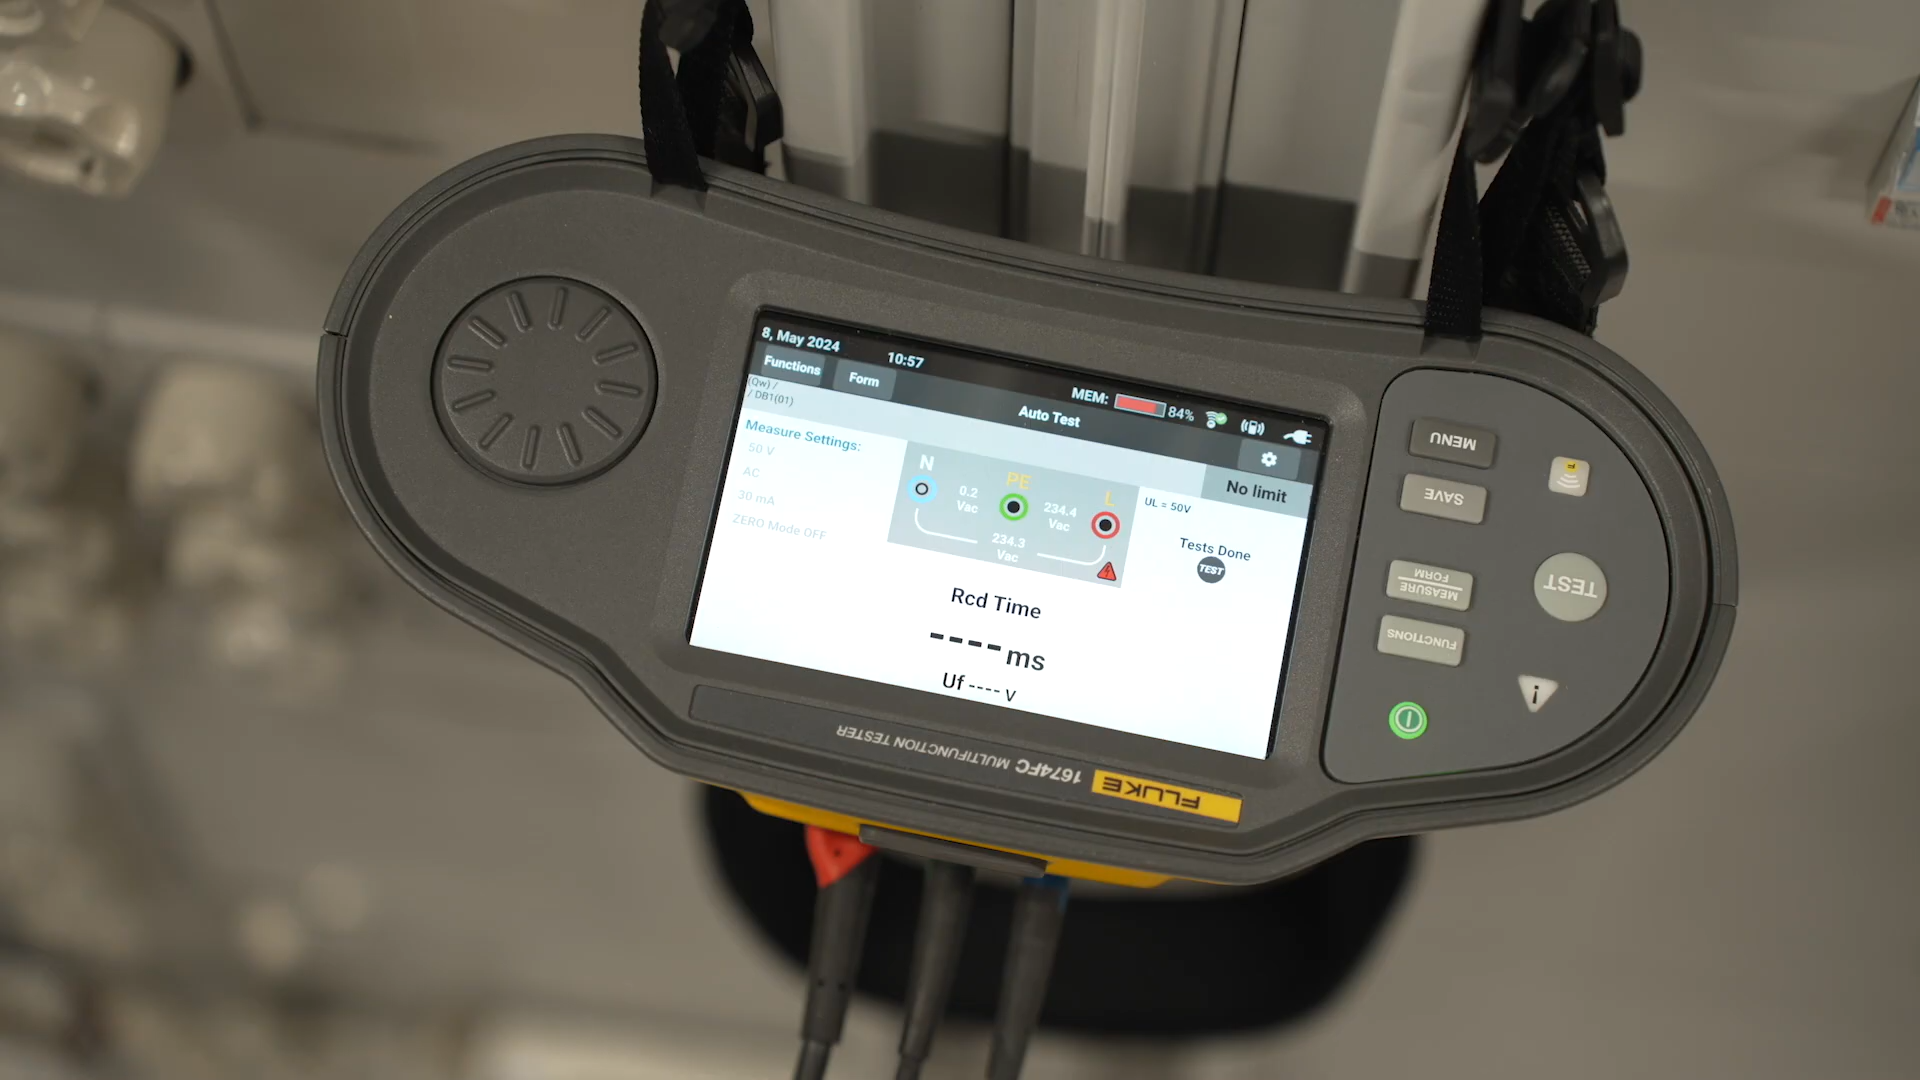 8, May 2024
10:57
MEM:
84%
Functions
Form
(Qw) /
/ DB1(01)
Auto Test
No limit
Measure Settings:
50 V
AC
30 mA
ZERO Mode OFF
N
PE
L
0.2
Vac
234.4
Vac
234.3
Vac
UL = 50V
Tests Done
TEST
Rcd Time
----ms
Uf ---- V
MENU
SAVE
MEASURE
FORM
FUNCTIONS
TEST
F
FLUKE
1674FC MULTIFUNCTION TESTER